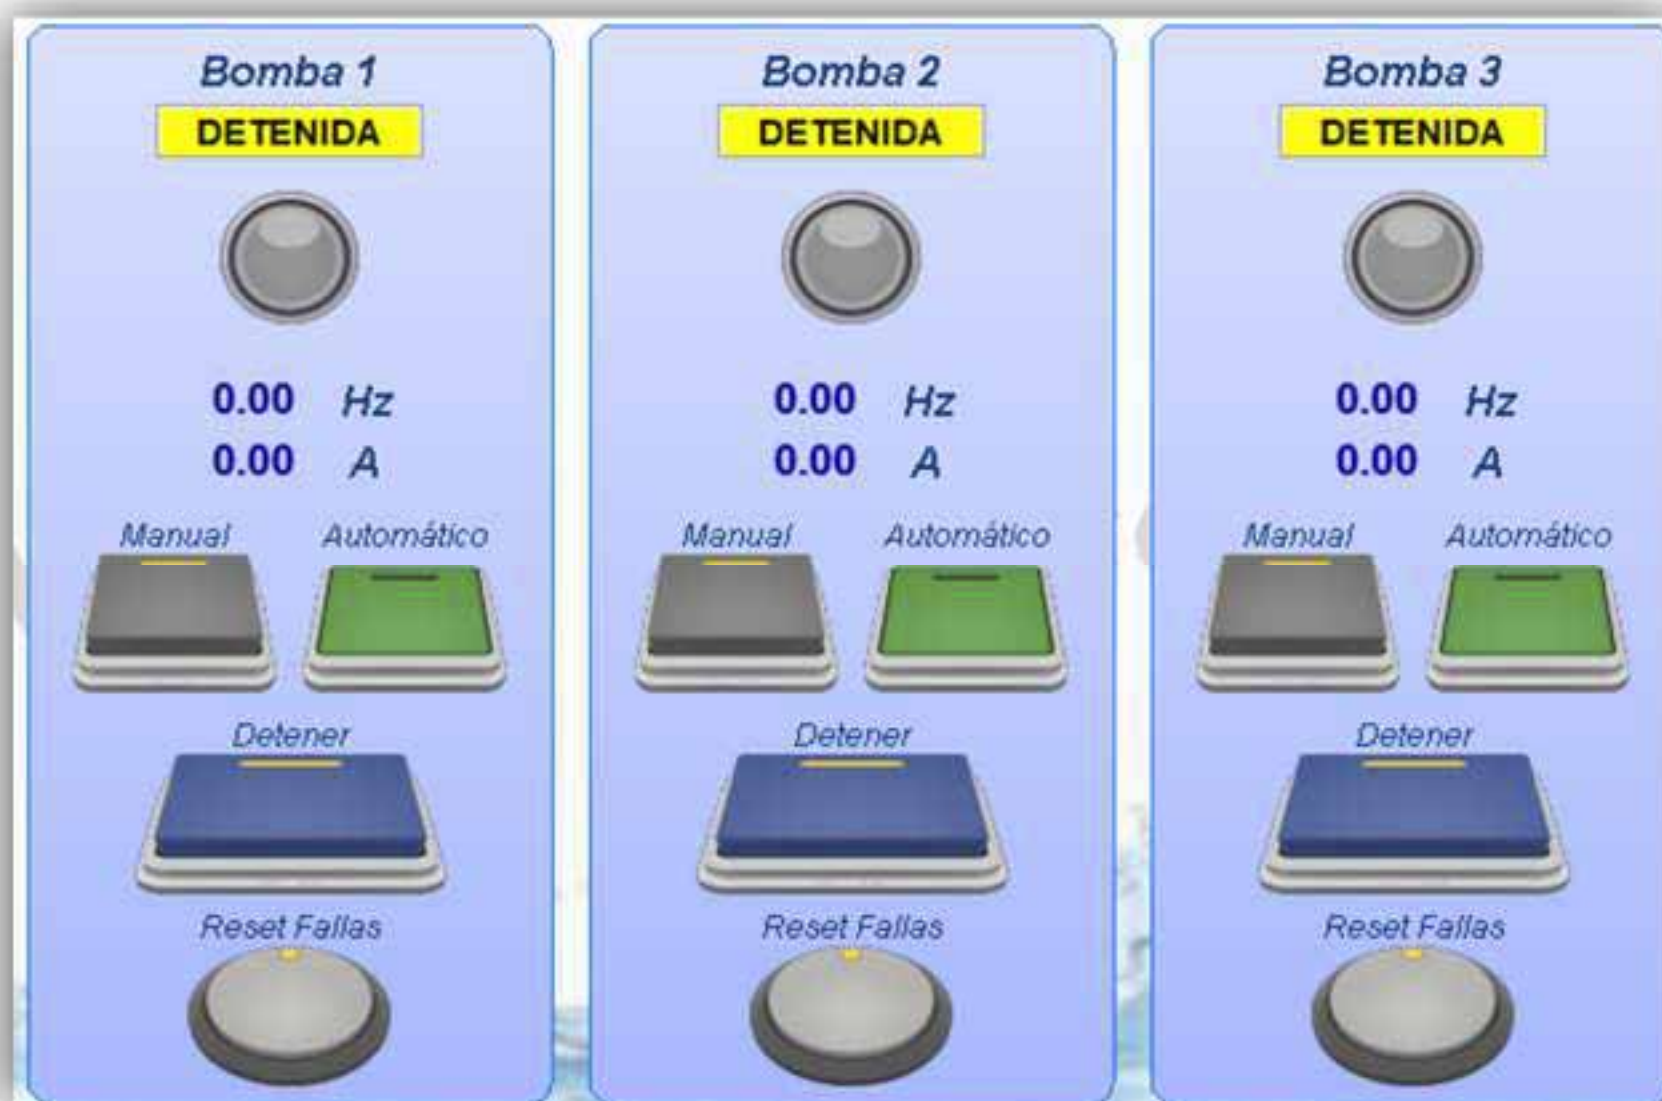 Bomba 1
DETENIDA
0.00 Hz
0.00 A
Manual Automático
Detener
Reset Fallas
Bomba 2
DETENIDA
0.00 Hz
0.00 A
Manual Automático
Detener
Reset Fallas
Bomba 3
DETENIDA
0.00 Hz
0.00 A
Manual Automático
Detener
Reset Fallas